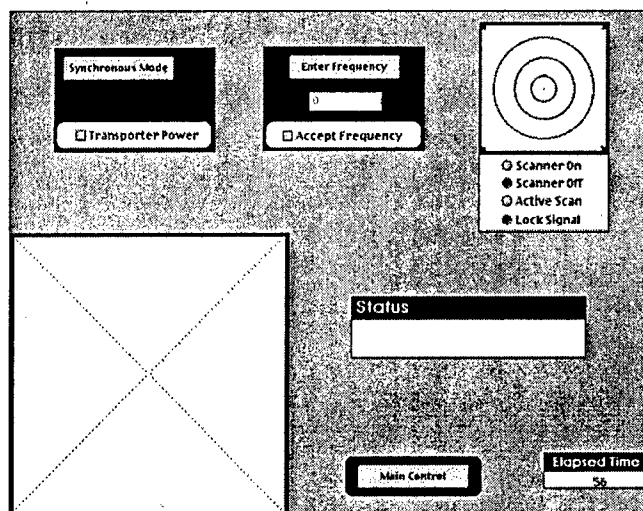 Synchronous Mode
Transporter Power
Enter Frequency
0
Accept Frequency
Scanner On
Scanner Off
Active Scan
Lock Signal
Status
Main Control
Elapsed Time
56